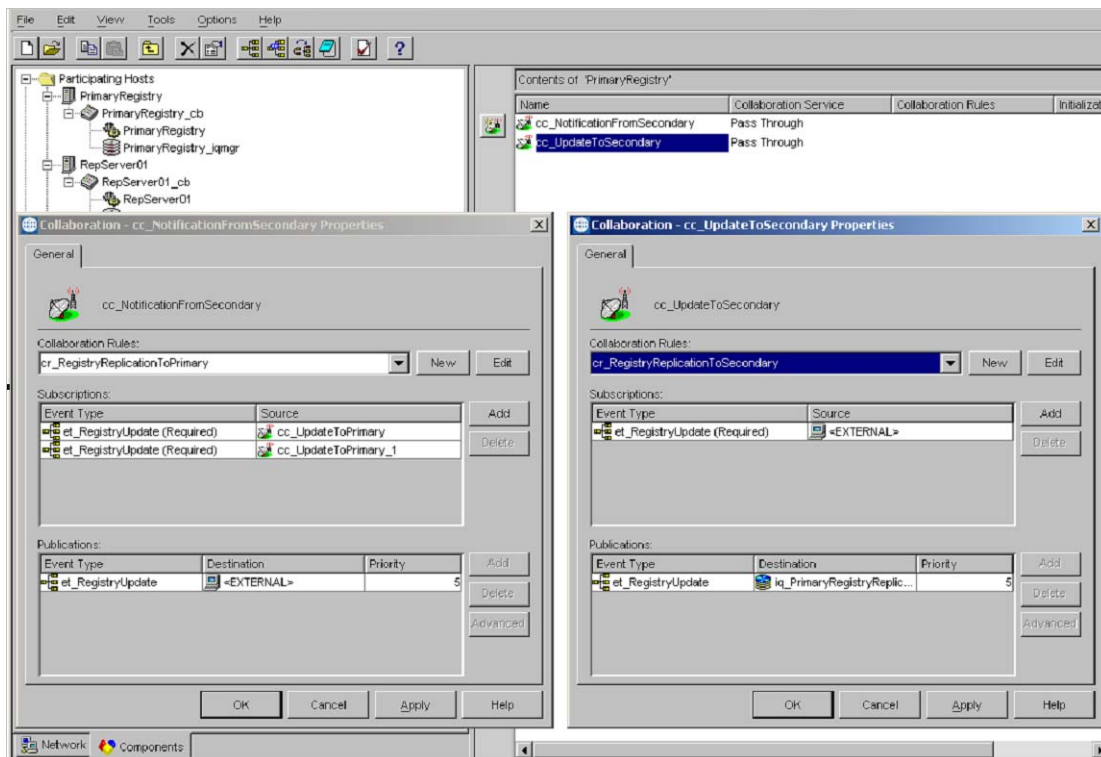 File Edit View Tools Options Help
Participating Hosts
PrimaryRegistry
PrimaryRegistry_cb
PrimaryRegistry
PrimaryRegistry_iqmgr
RepServer01
RepServer01_cb
RepServer01
Contents of 'PrimaryRegistry'
Name Collaboration Service Collaboration Rules Initializat
cc_NotificationFromSecondary Pass Through
cc_UpdateToSecondary Pass Through
Collaboration - cc_NotificationFromSecondary Properties
General
cc_NotificationFromSecondary
Collaboration Rules:
cr_RegistryReplicationToPrimary New Edit
Subscriptions:
Event Type Source Add
et_RegistryUpdate (Required) cc_UpdateToPrimary
et_RegistryUpdate (Required) cc_UpdateToPrimary_1
Delete
Publications:
Event Type Destination Priority Add
et_RegistryUpdate <EXTERNAL> 5
Delete
Advanced
OK Cancel Apply Help
Collaboration - cc_UpdateToSecondary Properties
General
cc_UpdateToSecondary
Collaboration Rules:
cr_RegistryReplicationToSecondary New Edit
Subscriptions:
Event Type Source Add
et_RegistryUpdate (Required) <EXTERNAL>
Delete
Publications:
Event Type Destination Priority Add
et_RegistryUpdate iq_PrimaryRegistryReplic... 5
Delete
Advanced
OK Cancel Apply Help
Network Components